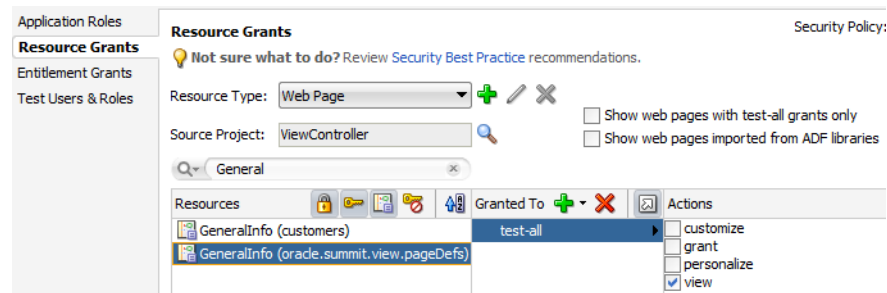 Application Roles
Resource Grants
Entitlement Grants
Test Users & Roles
Resource Grants
Security Policy:
Not sure what to do? Review Security Best Practice recommendations.
Resource Type: Web Page
Show web pages with test-all grants only
Source Project: ViewController
Show web pages imported from ADF libraries
General
Resources Granted To Actions
GeneralInfo (customers) test-all customize
GeneralInfo (oracle.summit.view.pageDefs) grant
personalize
view